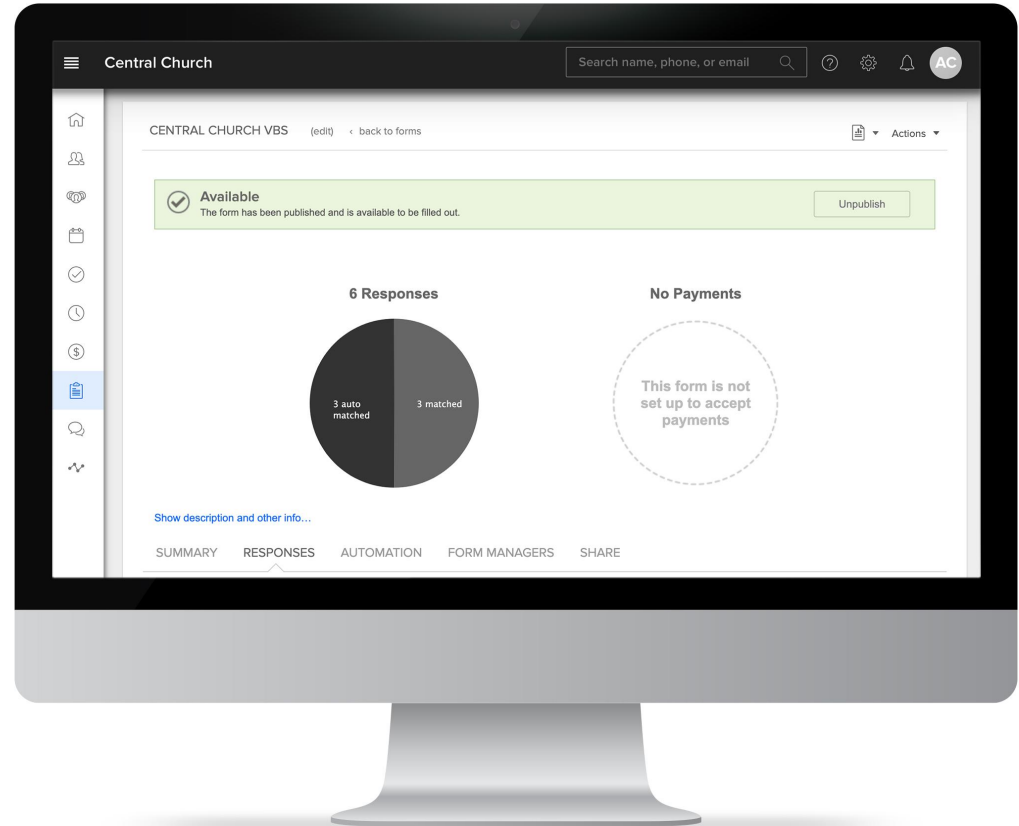 Central Church
Search name, phone, or email
AC
CENTRAL CHURCH VBS (edit) ‹ back to forms
Actions
Available
The form has been published and is available to be filled out.
Unpublish
6 Responses
No Payments
3 auto
matched
3 matched
This form is not
set up to accept
payments
Show description and other info…
SUMMARY RESPONSES AUTOMATION FORM MANAGERS SHARE